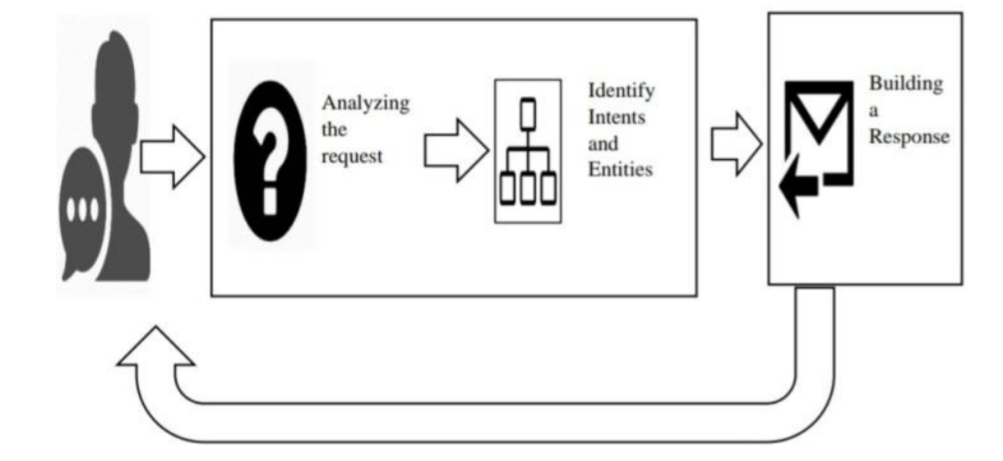 Analyzing
the
request
Identify
Intents
and
Entities
Building
a
Response